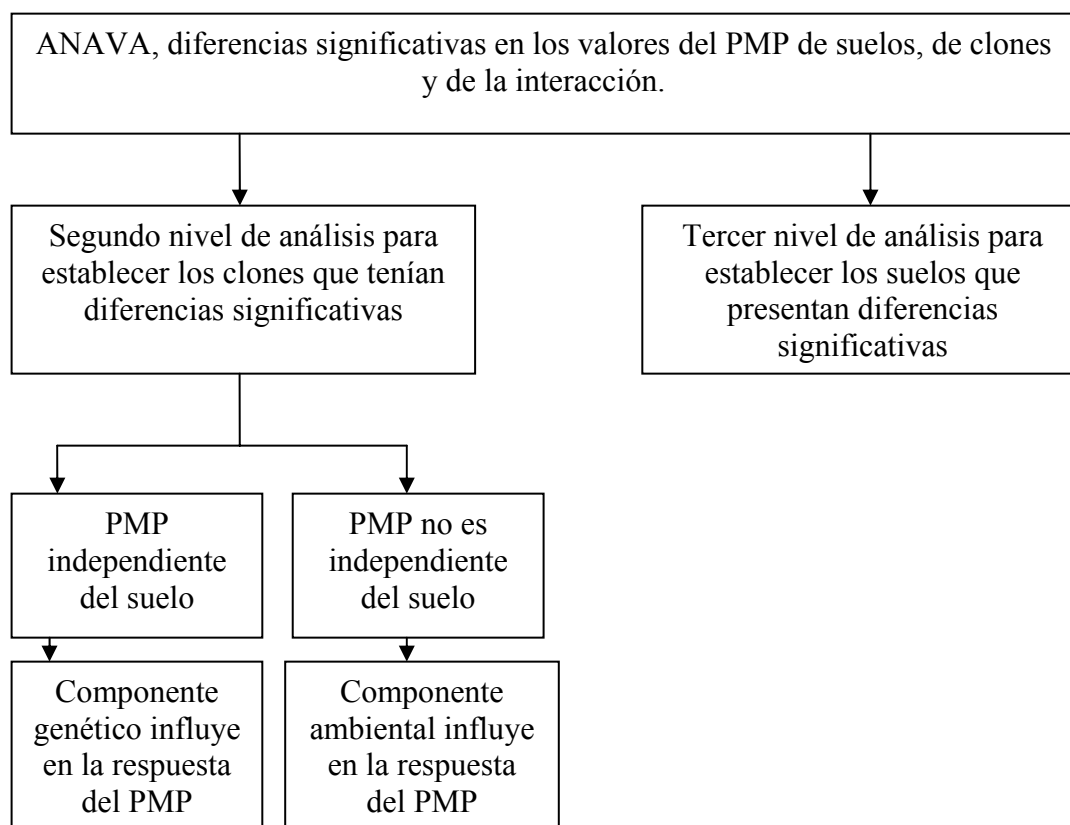 ANAVA, diferencias significativas en los valores del PMP de suelos, de clones
y de la interacción.
Segundo nivel de análisis para
establecer los clones que tenían
diferencias significativas
Tercer nivel de análisis para
establecer los suelos que
presentan diferencias
significativas
PMP
independiente
del suelo
PMP no es
independiente
del suelo
Componente
genético influye
en la respuesta
del PMP
Componente
ambiental influye
en la respuesta
del PMP